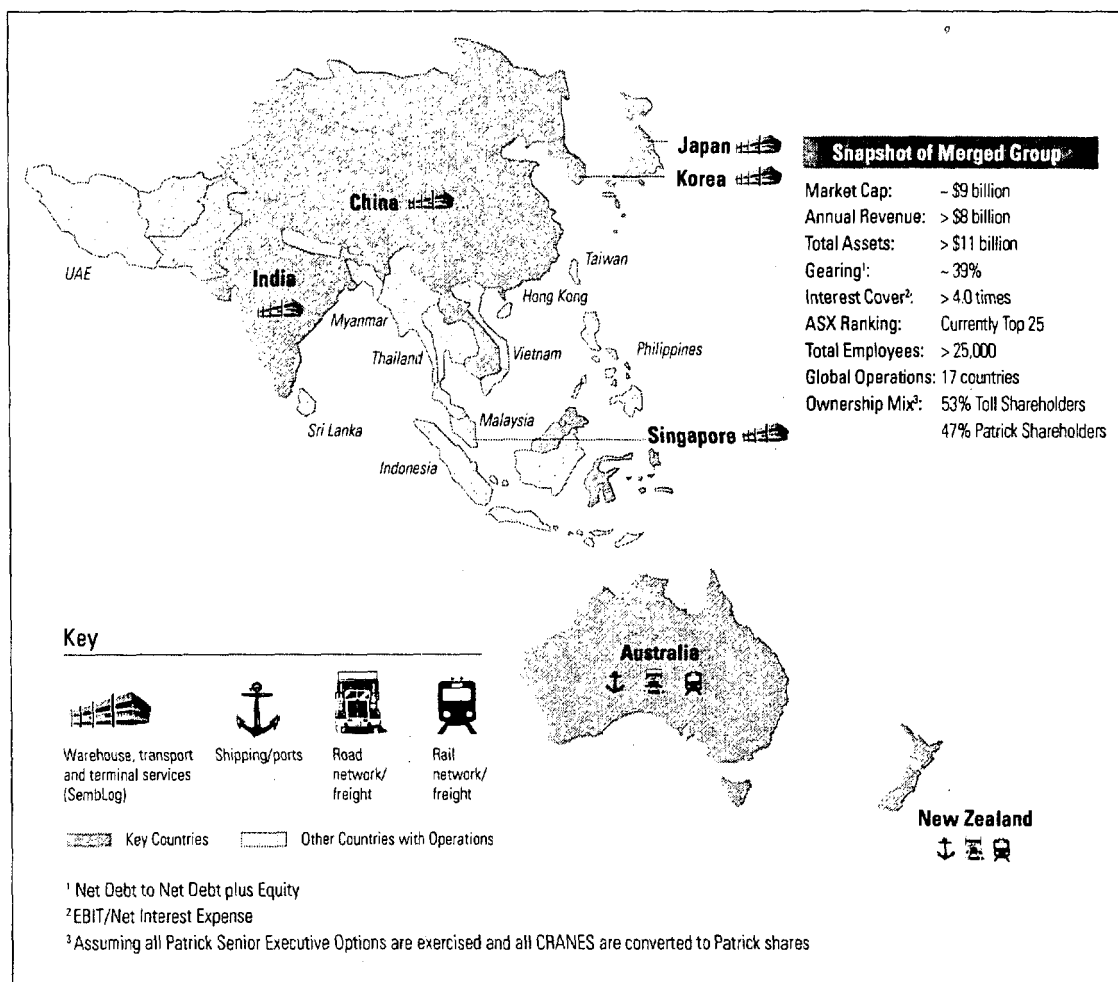 Japan
Korea
China
UAE
India
Taiwan
Hong Kong
Myanmar
Thailand
Vietnam
Philippines
Sri Lanka
Malaysia
Singapore
Indonesia
Snapshot of Merged Group
Market Cap: ~ $9 billion
Annual Revenue: > $8 billion
Total Assets: > $11 billion
Gearing¹: ~ 39%
Interest Cover²: > 4.0 times
ASX Ranking: Currently Top 25
Total Employees: > 25,000
Global Operations: 17 countries
Ownership Mix³: 53% Toll Shareholders
47% Patrick Shareholders
Australia
New Zealand
Key
Warehouse, transport
and terminal services
(SembLog)
Shipping/ports
Road
network/
freight
Rail
network/
freight
Key Countries
Other Countries with Operations
¹ Net Debt to Net Debt plus Equity
² EBIT/Net Interest Expense
³ Assuming all Patrick Senior Executive Options are exercised and all CRANES are converted to Patrick shares